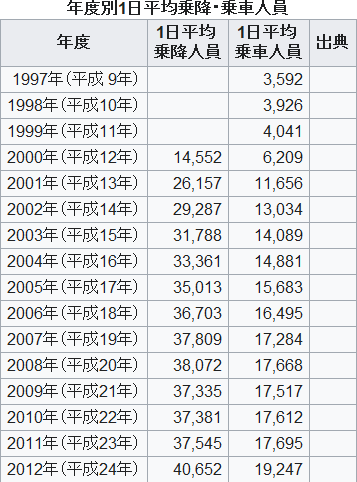 年度別1日平均乗降・乗車人員
年度 1日平均乗降人員 1日平均乗車人員 出典
1997年(平成 9年) 3,592
1998年(平成10年) 3,926
1999年(平成11年) 4,041
2000年(平成12年) 14,552 6,209
2001年(平成13年) 26,157 11,656
2002年(平成14年) 29,287 13,034
2003年(平成15年) 31,788 14,089
2004年(平成16年) 33,361 14,881
2005年(平成17年) 35,013 15,683
2006年(平成18年) 36,703 16,495
2007年(平成19年) 37,809 17,284
2008年(平成20年) 38,072 17,668
2009年(平成21年) 37,335 17,517
2010年(平成22年) 37,381 17,612
2011年(平成23年) 37,545 17,695
2012年(平成24年) 40,652 19,247